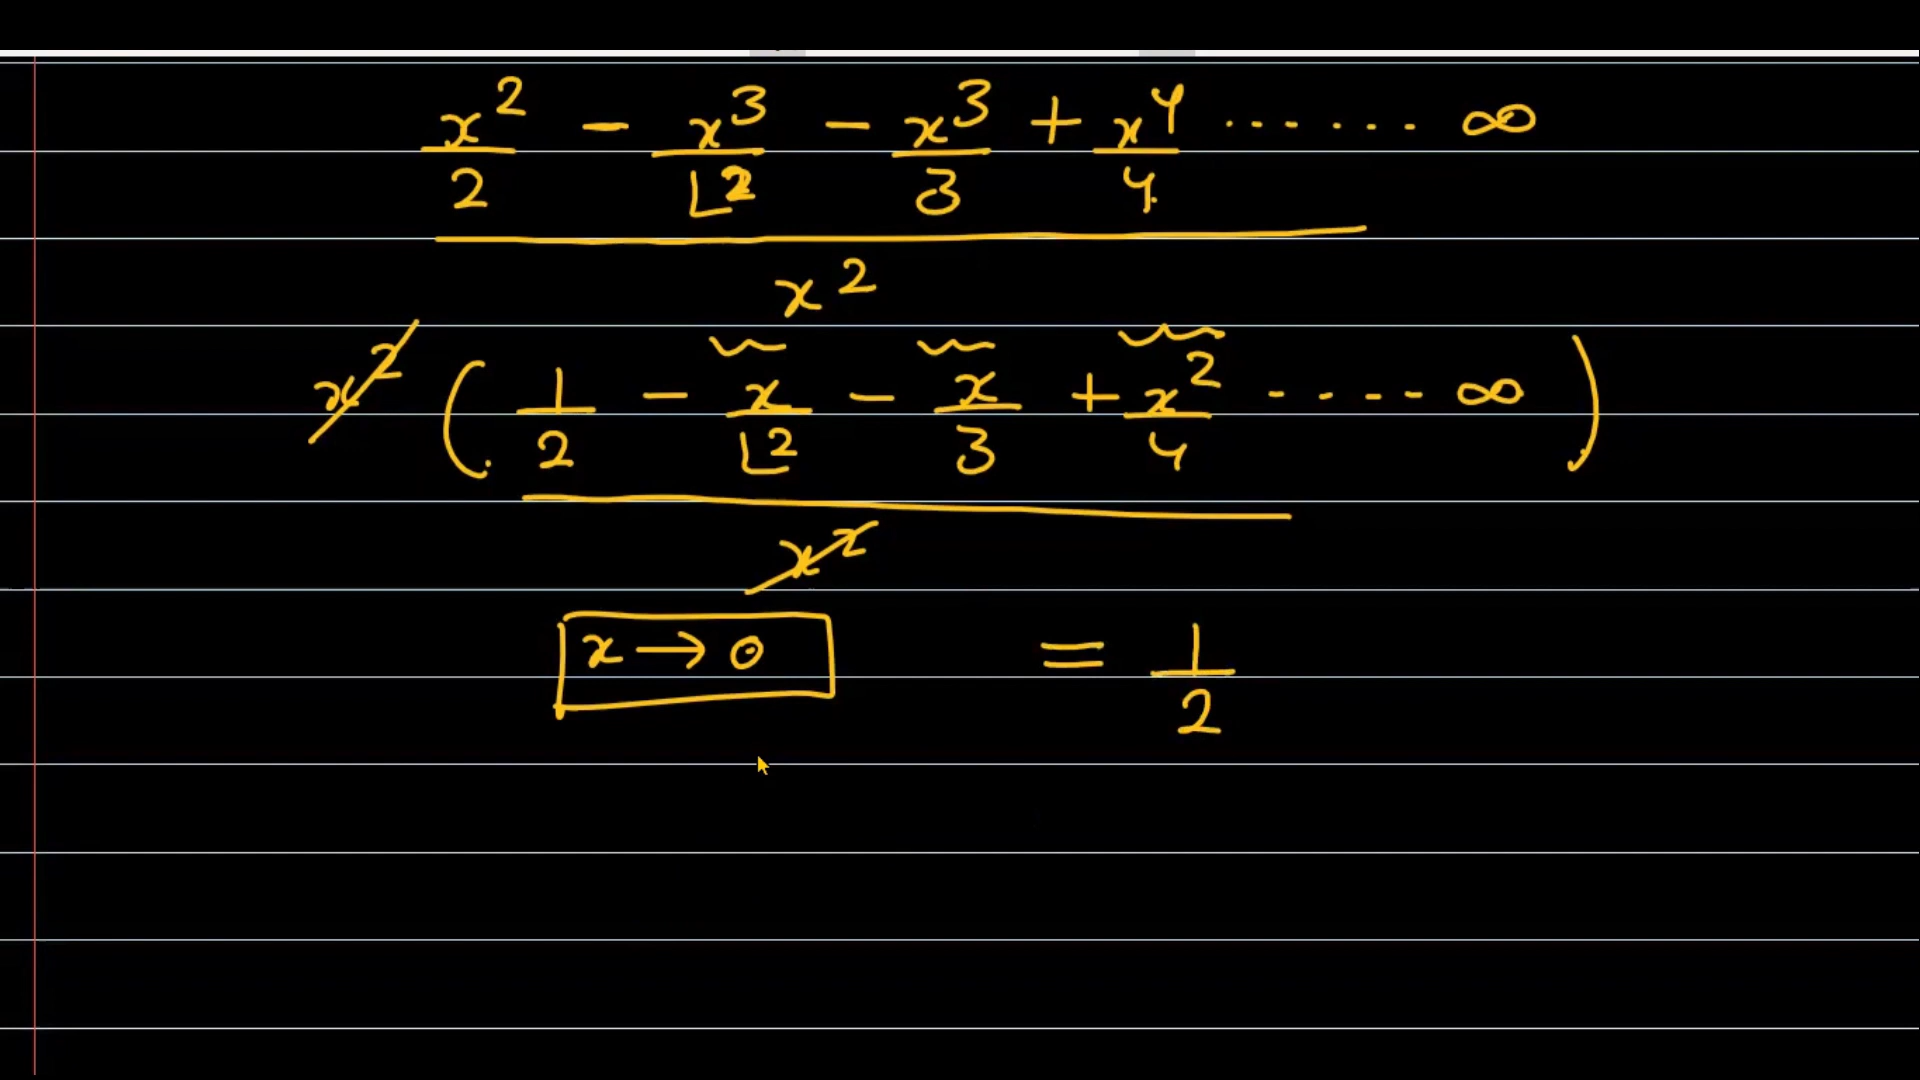 x² - x³ - x³ + x⁴ ....... ∞
2 ⌊2 3 4
x²
x² ( 1 - x - x + x² ----- ∞ )
2 ⌊2 3 4
x²
x → 0 = 1
2